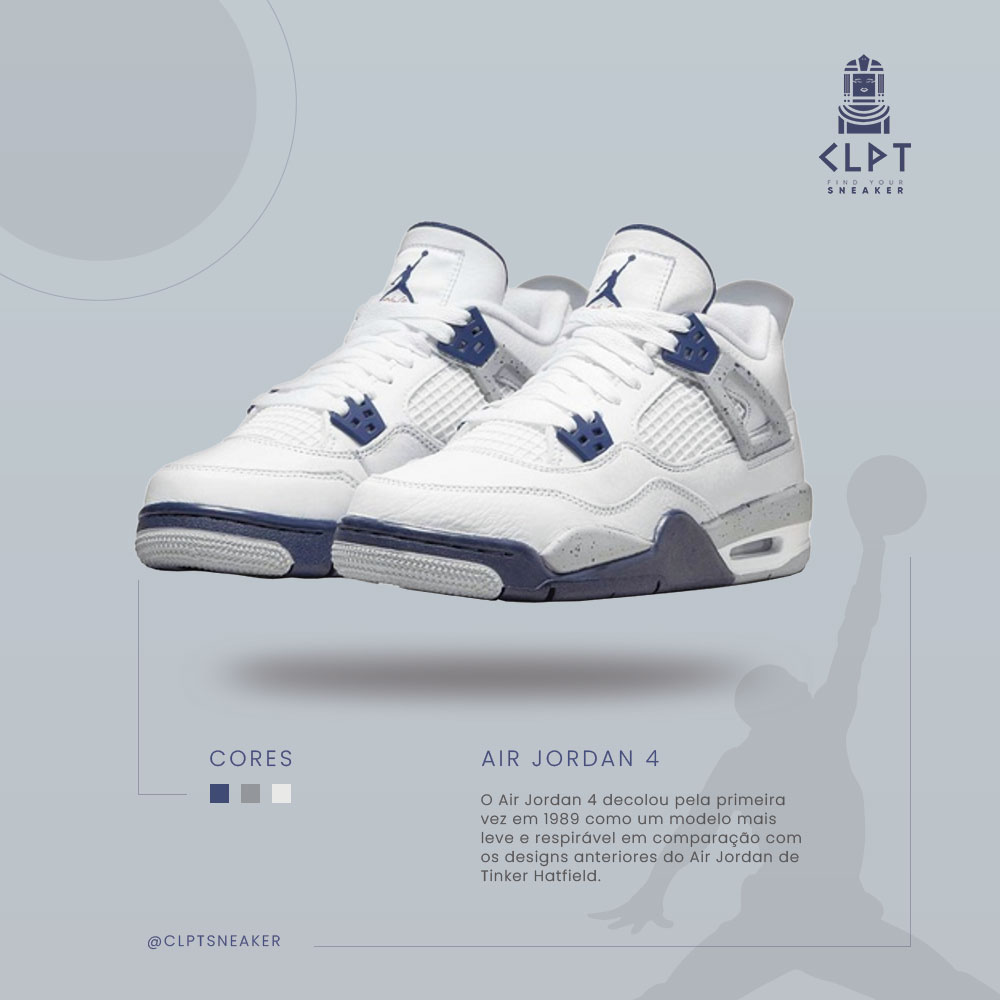 CLPT
FIND YOUR
SNEAKER
CORES
AIR JORDAN 4
O Air Jordan 4 decolou pela primeira
vez em 1989 como um modelo mais
leve e respirável em comparação com
os designs anteriores do Air Jordan de
Tinker Hatfield.
@CLPTSNEAKER